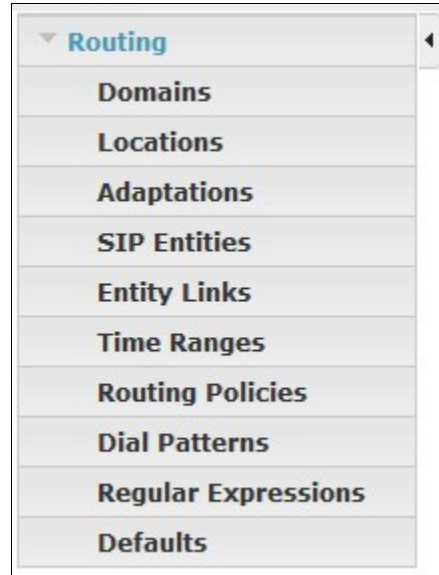 Routing
Domains
Locations
Adaptations
SIP Entities
Entity Links
Time Ranges
Routing Policies
Dial Patterns
Regular Expressions
Defaults